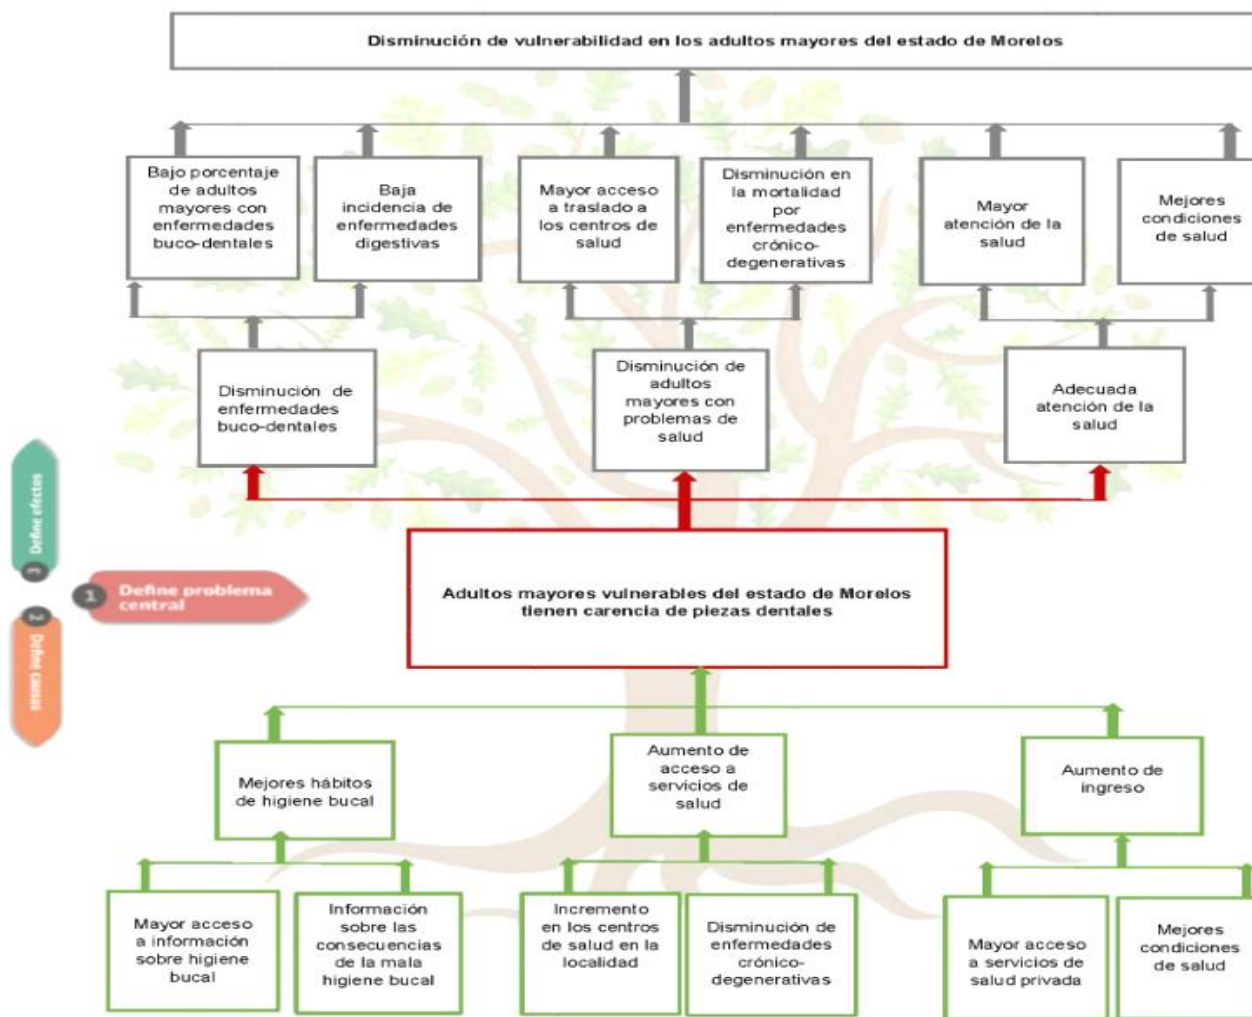 Disminución de vulnerabilidad en los adultos mayores del estado de Morelos
Bajo porcentaje
de adultos
mayores con
enfermedades
buco-dentales
Baja
incidencia de
enfermedades
digestivas
Mayor acceso
a traslado a
los centros de
salud
Disminución en
la mortalidad
por
enfermedades
crónico-
degenerativas
Mayor
atención de la
salud
Mejores
condiciones
de salud
Disminución de
enfermedades
buco-dentales
Disminución de
adultos
mayores con
problemas de
salud
Adecuada
atención de la
salud
Define efectos
3
1
Define problema
central
2
Define causas
Adultos mayores vulnerables del estado de Morelos
tienen carencia de piezas dentales
Mejores hábitos
de higiene bucal
Aumento de
acceso a
servicios de
salud
Aumento de
ingreso
Mayor acceso
a información
sobre higiene
bucal
Información
sobre las
consecuencias
de la mala
higiene bucal
Incremento
en los centros
de salud en la
localidad
Disminución de
enfermedades
crónico-
degenerativas
Mayor acceso
a servicios de
salud privada
Mejores
condiciones
de salud